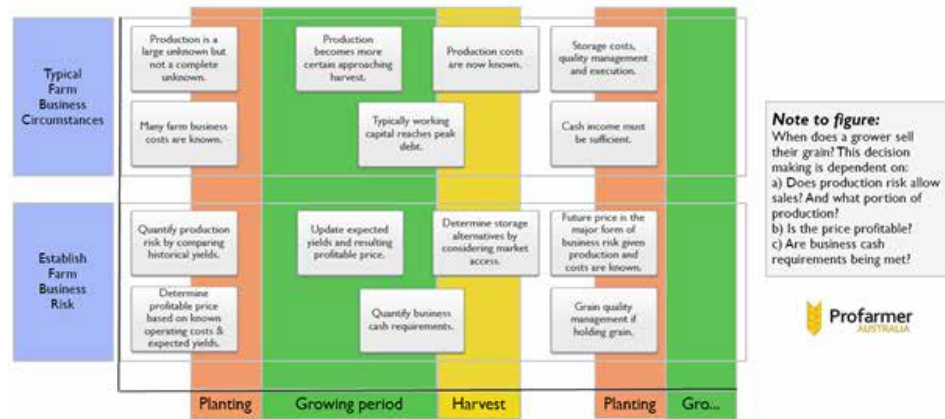 Typical
Farm
Business
Circumstances
Production is a
large unknown but
not a complete
unknown.
Production
becomes more
certain approaching
harvest.
Production costs
are now known.
Storage costs,
quality management
and execution.
Many farm business
costs are known.
Typically working
capital reaches peak
debt.
Cash income must
be sufficient.
Establish
Farm
Business
Risk
Quantify production
risk by comparing
historical yields.
Update expected
yields and resulting
profitable price.
Determine storage
alternatives by
considering market
access.
Future price is the
major form of
business risk given
production and
costs are known.
Determine
profitable price
based on known
operating costs &
expected yields.
Quantify business
cash requirements.
Grain quality
management if
holding grain.
Planting
Growing period
Harvest
Planting
Gro...
Note to figure:
When does a grower sell
their grain? This decision
making is dependent on:
a) Does production risk allow
sales? And what portion of
production?
b) Is the price profitable?
c) Are business cash
requirements being met?
Profarmer
AUSTRALIA